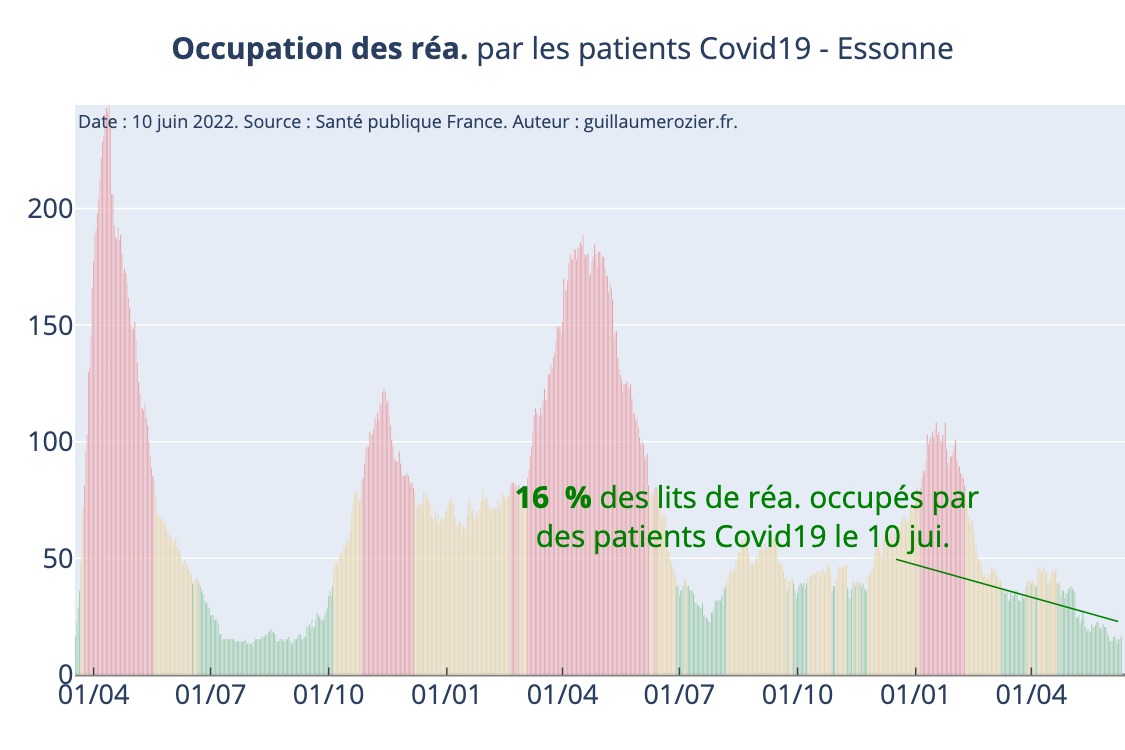 Occupation des réa. par les patients Covid19 - Essonne
Date : 10 juin 2022. Source : Santé publique France. Auteur : guillaumerozier.fr.
200
150
100
50
0
16 % des lits de réa. occupés par
des patients Covid19 le 10 jui.
01/04 01/07 01/10 01/01 01/04 01/07 01/10 01/01 01/04